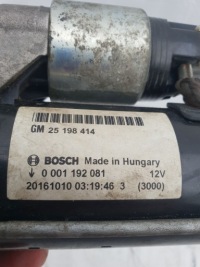 GM 25 198 414
BOSCH Made in Hungary
0 001 192 081 12V
20161010 03:19:46 3 (3000)